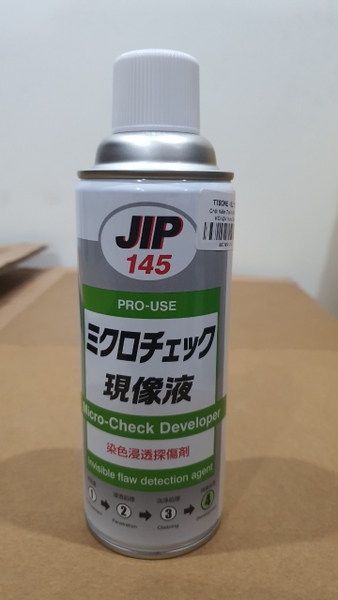 JIP
145
PRO-USE
ミクロチェック
現像液
Micro-Check Developer
染色浸透探傷剤
Invisible flaw detection agent
1 2 3 4
Penetration Cleaning